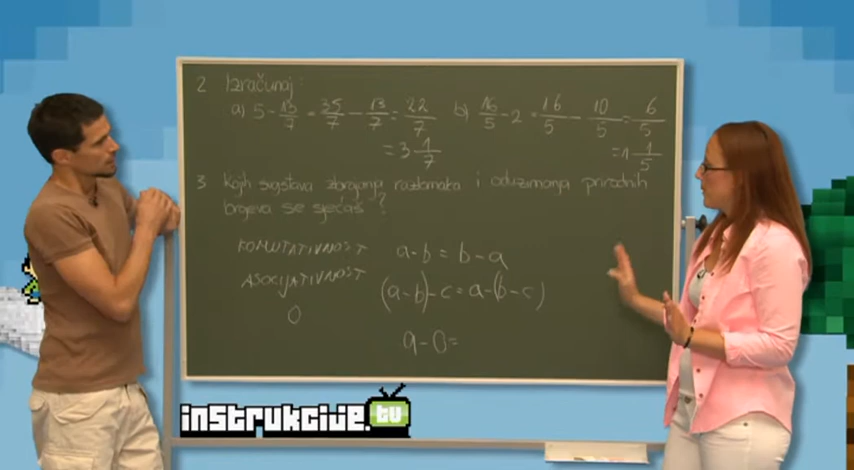 2 Izračunaj:
a) 5 - 13/7 = 35/7 - 13/7 = 22/7
= 3 1/7
b) 16/5 - 2 = 16/5 - 10/5 = 6/5
= 1 1/5
3 Kojih svojstava zbrajanja razlomaka i oduzimanja prirodnih
brojeva se sjećaš?
KOMUTATIVNOST a-b = b-a
ASOCIJATIVNOST (a-b)-c = a-(b-c)
0
a-0=
instrukcije.tv